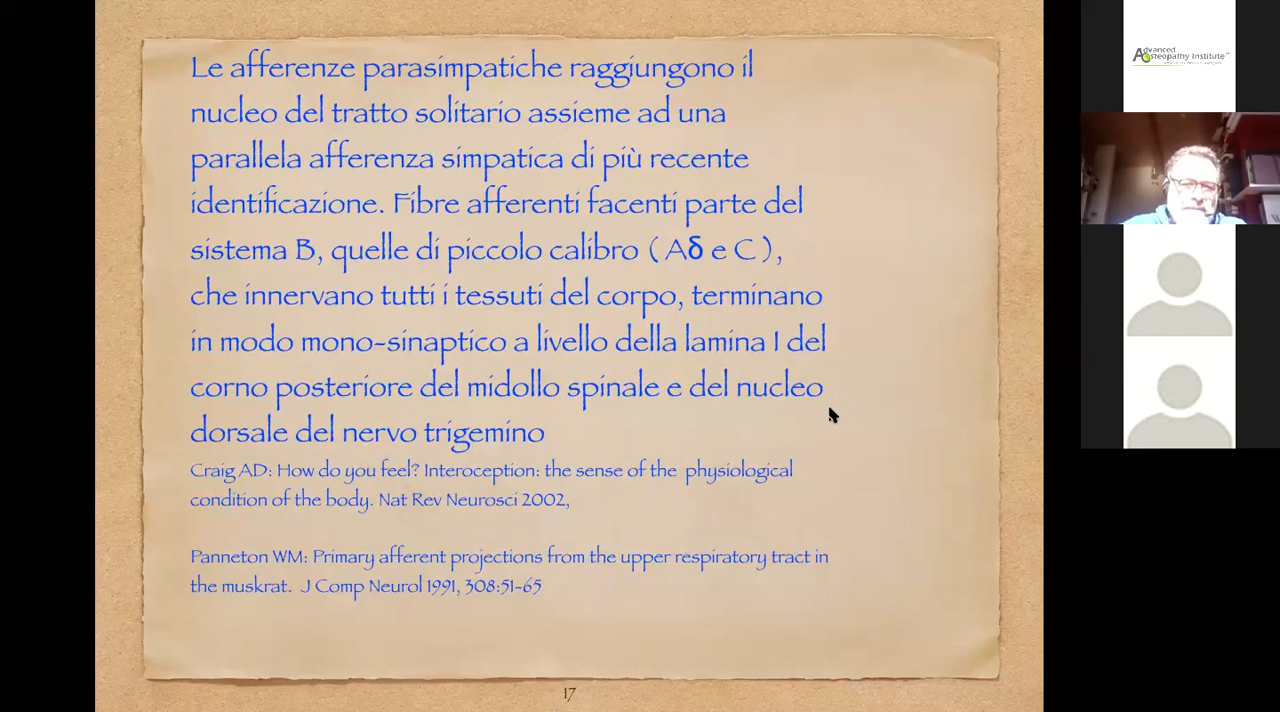 Le afferenze parasimpatiche raggiungono il
nucleo del tratto solitario assieme ad una
parallela afferenza simpatica di più recente
identificazione. Fibre afferenti facenti parte del
sistema B, quelle di piccolo calibro ( Aδ e C ),
che innervano tutti i tessuti del corpo, terminano
in modo mono-sinaptico a livello della lamina I del
corno posteriore del midollo spinale e del nucleo
dorsale del nervo trigemino
Craig AD: How do you feel? Interoception: the sense of the physiological
condition of the body. Nat Rev Neurosci 2002,
Panneton WM: Primary afferent projections from the upper respiratory tract in
the muskrat. J Comp Neurol 1991, 308:51-65
17
Advanced
Osteopathy Institute™